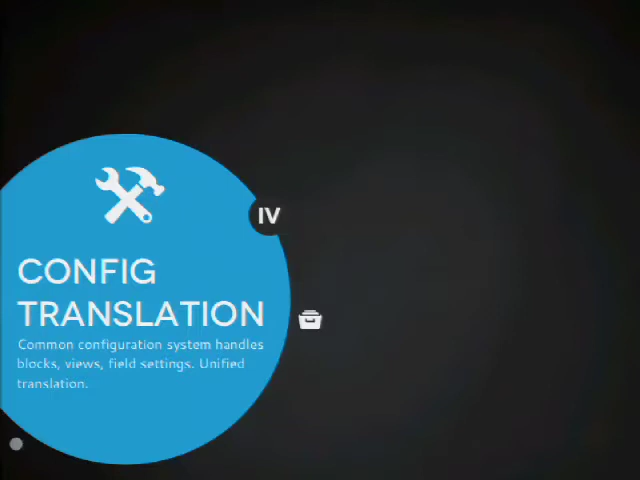 IV
CONFIG
TRANSLATION
Common configuration system handles
blocks, views, field settings. Unified
translation.